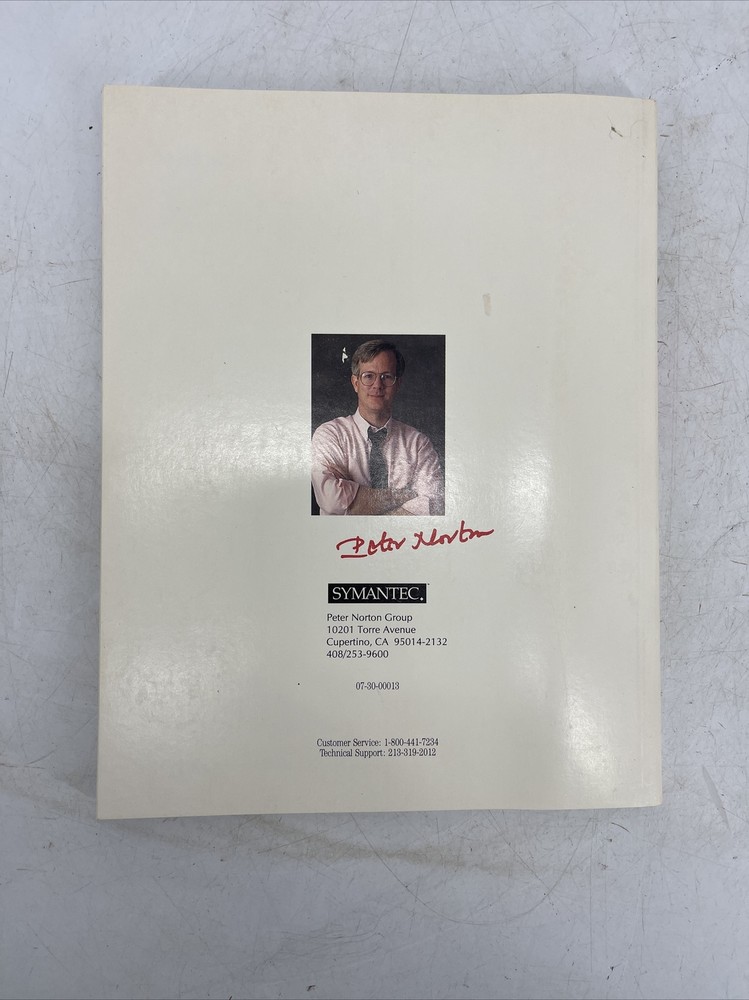 Peter Norton
SYMANTEC.™
Peter Norton Group
10201 Torre Avenue
Cupertino, CA 95014-2132
408/253-9600
07-30-00013
Customer Service: 1-800-441-7234
Technical Support: 213-319-2012